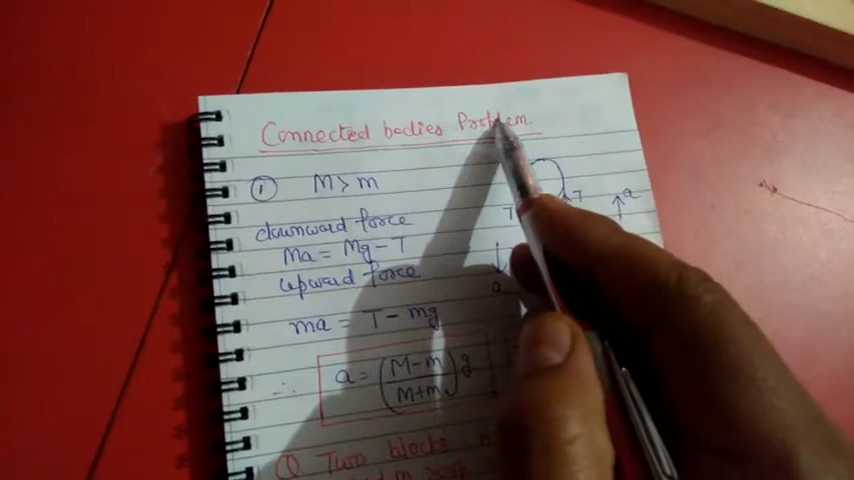 Connected bodies Problem.
① M > m
downward force
Ma = Mg - T
upward force
ma = T - mg
∴ a = (M-m / M+m) g
T
T
a
a
Q Two blocks